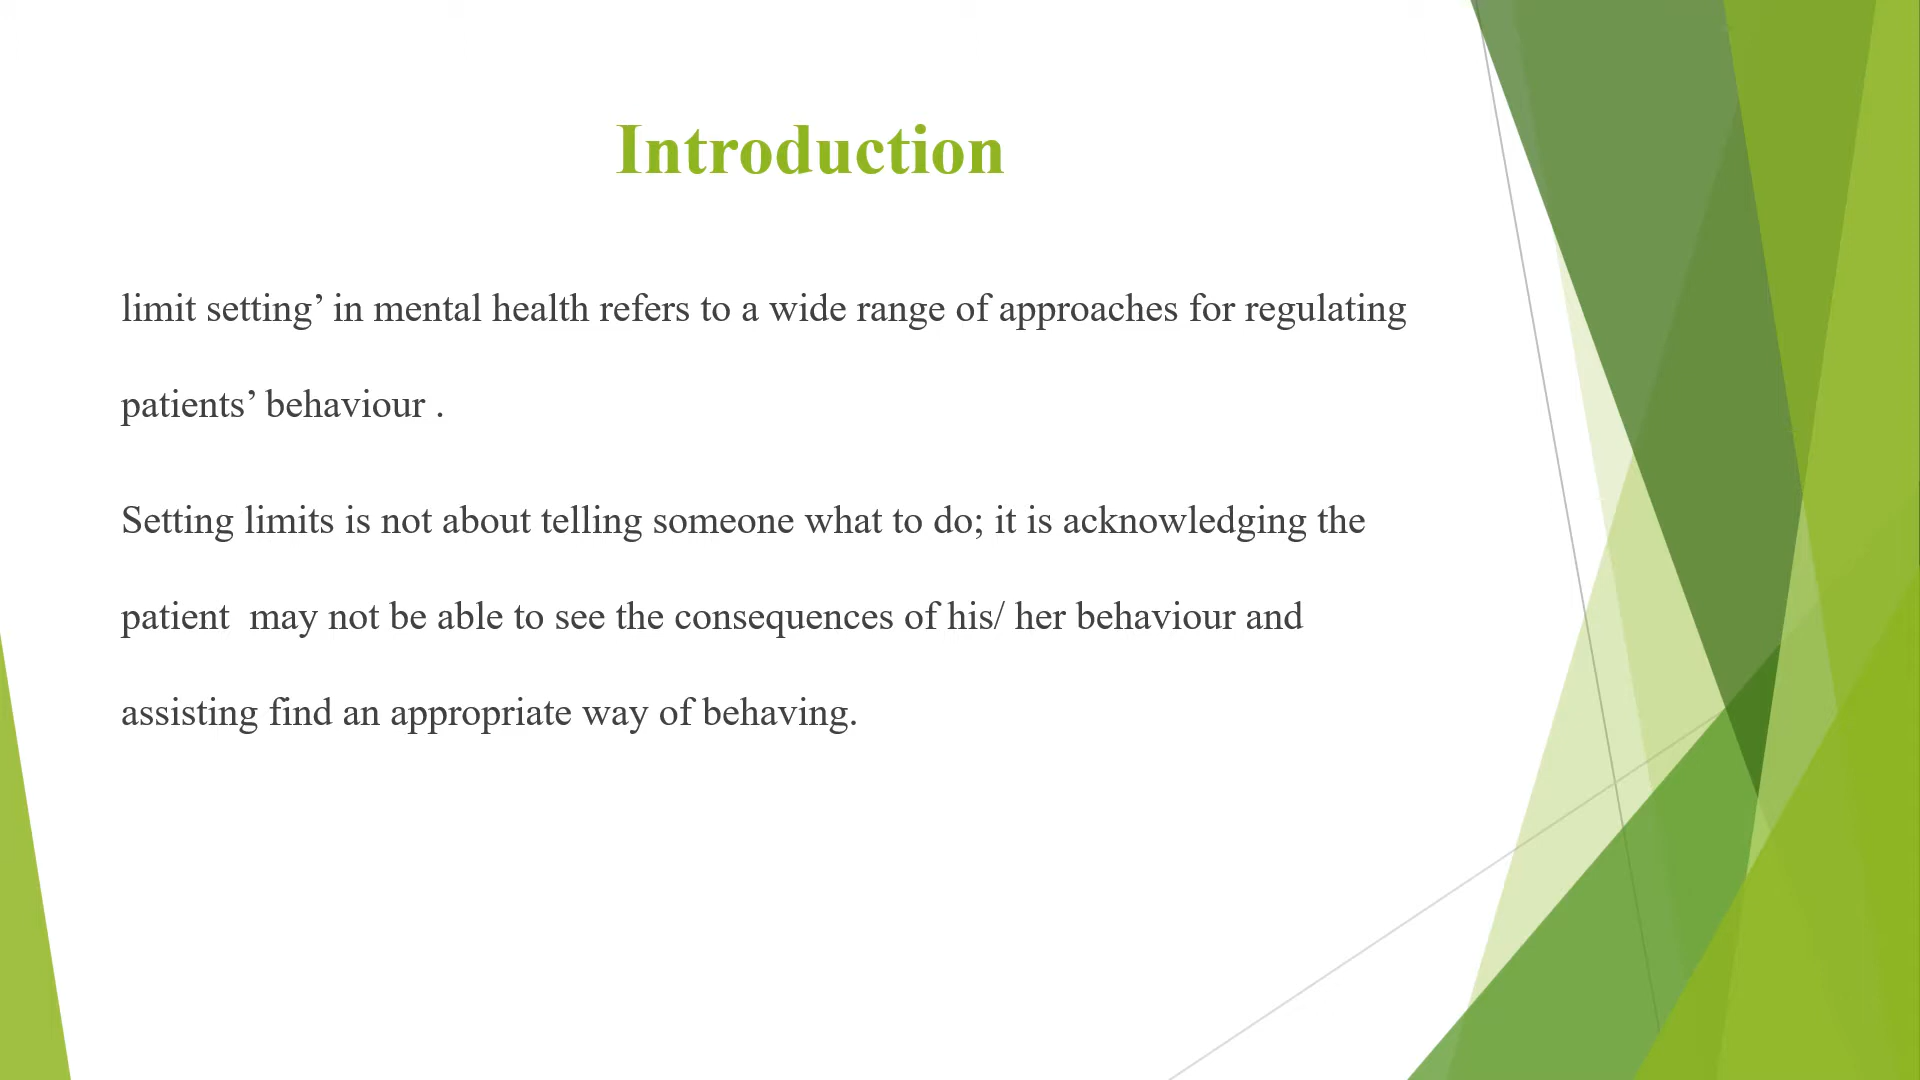 Introduction
limit setting’ in mental health refers to a wide range of approaches for regulating
patients’ behaviour .
Setting limits is not about telling someone what to do; it is acknowledging the
patient  may not be able to see the consequences of his/ her behaviour and
assisting find an appropriate way of behaving.